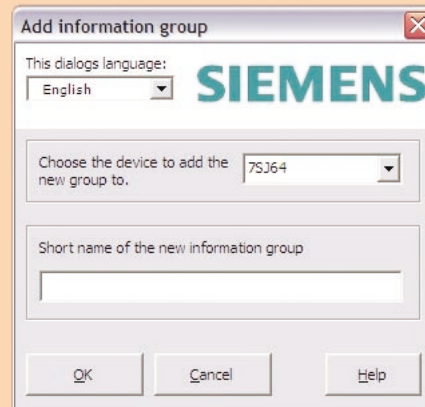 Add information group
This dialogs language:
English
SIEMENS
Choose the device to add the
new group to.
7SJ64
Short name of the new information group
OK
Cancel
Help